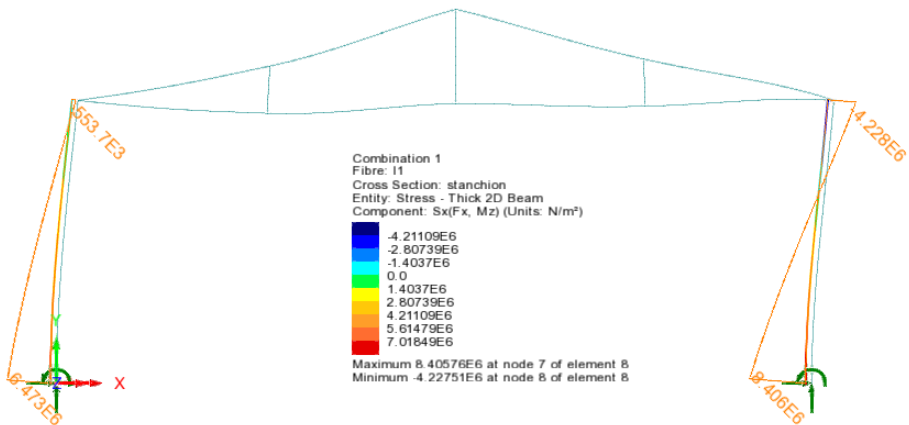 553.7E3
-4.228E6
Combination 1
Fibre: I1
Cross Section: stanchion
Entity: Stress - Thick 2D Beam
Component: Sx(Fx, Mz) (Units: N/m²)
-4.21109E6
-2.80739E6
-1.4037E6
0.0
1.4037E6
2.80739E6
4.21109E6
5.61479E6
7.01849E6
Maximum 8.40576E6 at node 7 of element 8
Minimum -4.22751E6 at node 8 of element 8
Y
Z
X
6.473E6
8.406E6